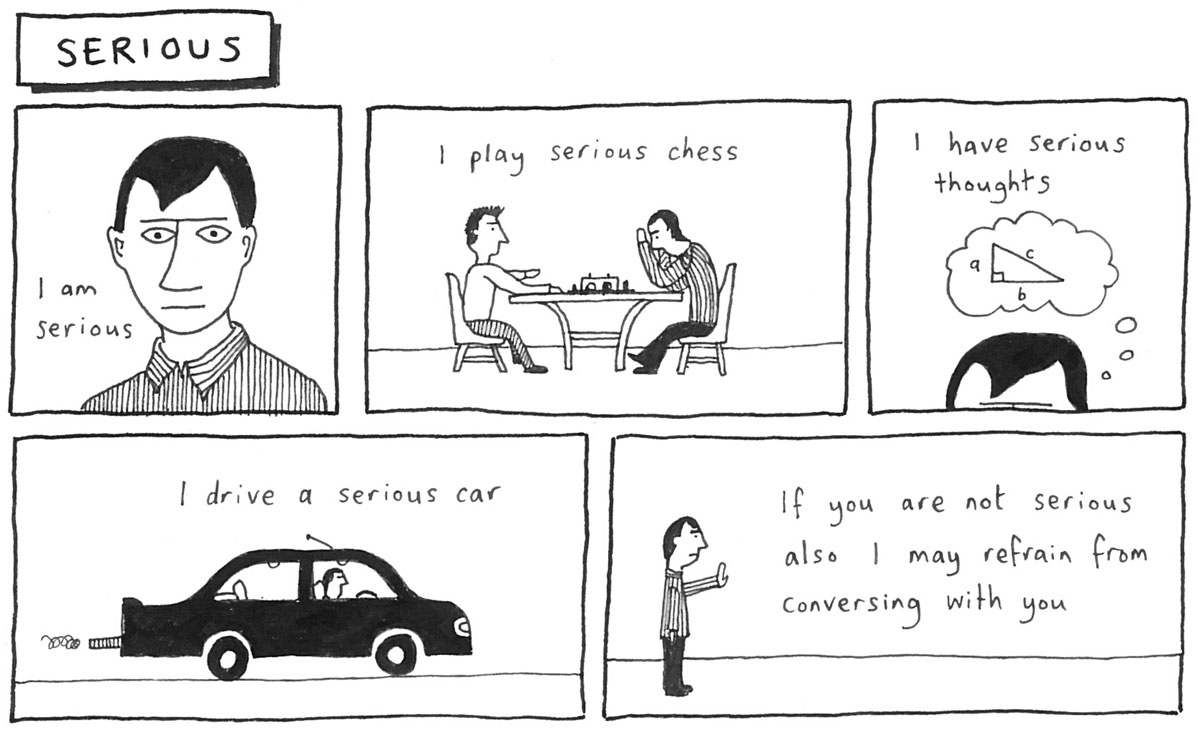 SERIOUS
I am
serious
I play serious chess
I have serious
thoughts
a
c
b
I drive a serious car
If you are not serious
also I may refrain from
conversing with you